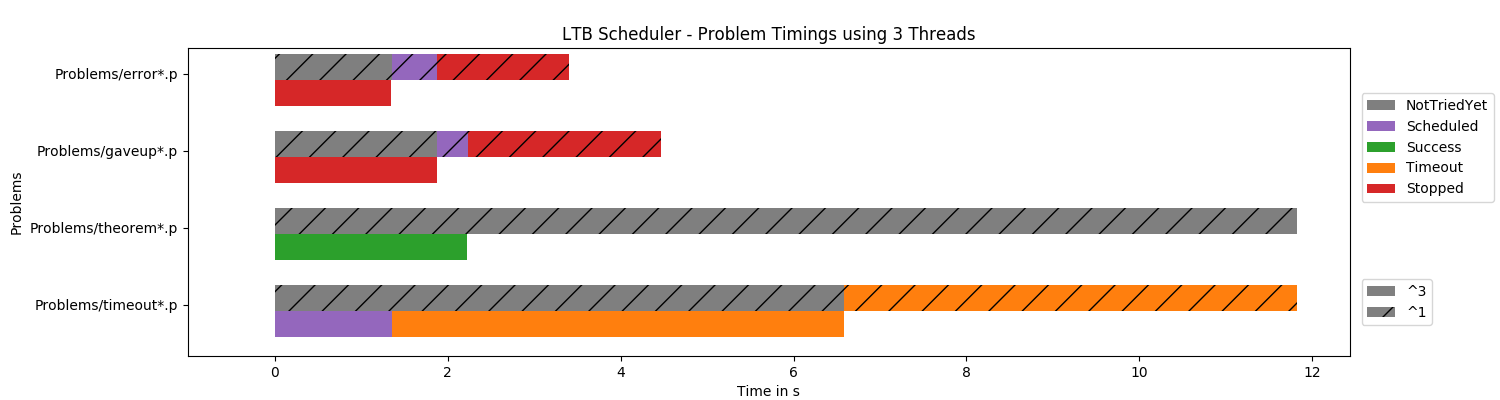 LTB Scheduler - Problem Timings using 3 Threads
Problems
Problems/error*.p
Problems/gaveup*.p
Problems/theorem*.p
Problems/timeout*.p
0 2 4 6 8 10 12
Time in s
NotTriedYet
Scheduled
Success
Timeout
Stopped
^3
^1